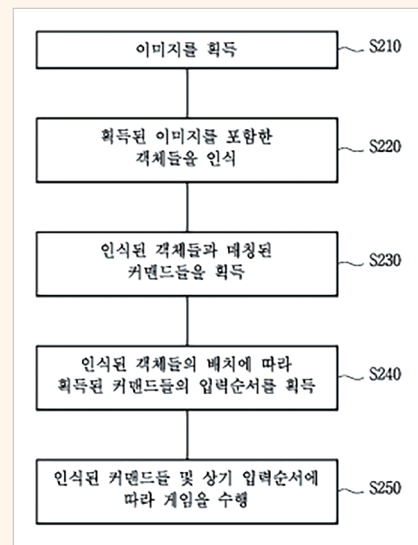 이미지를 획득
S210
획득된 이미지를 포함한
객체들을 인식
S220
인식된 객체들과 매칭된
커맨드들을 획득
S230
인식된 객체들의 배치에 따라
획득된 커맨드들의 입력순서를 획득
S240
인식된 커맨드들 및 상기 입력순서에
따라 게임을 수행
S250